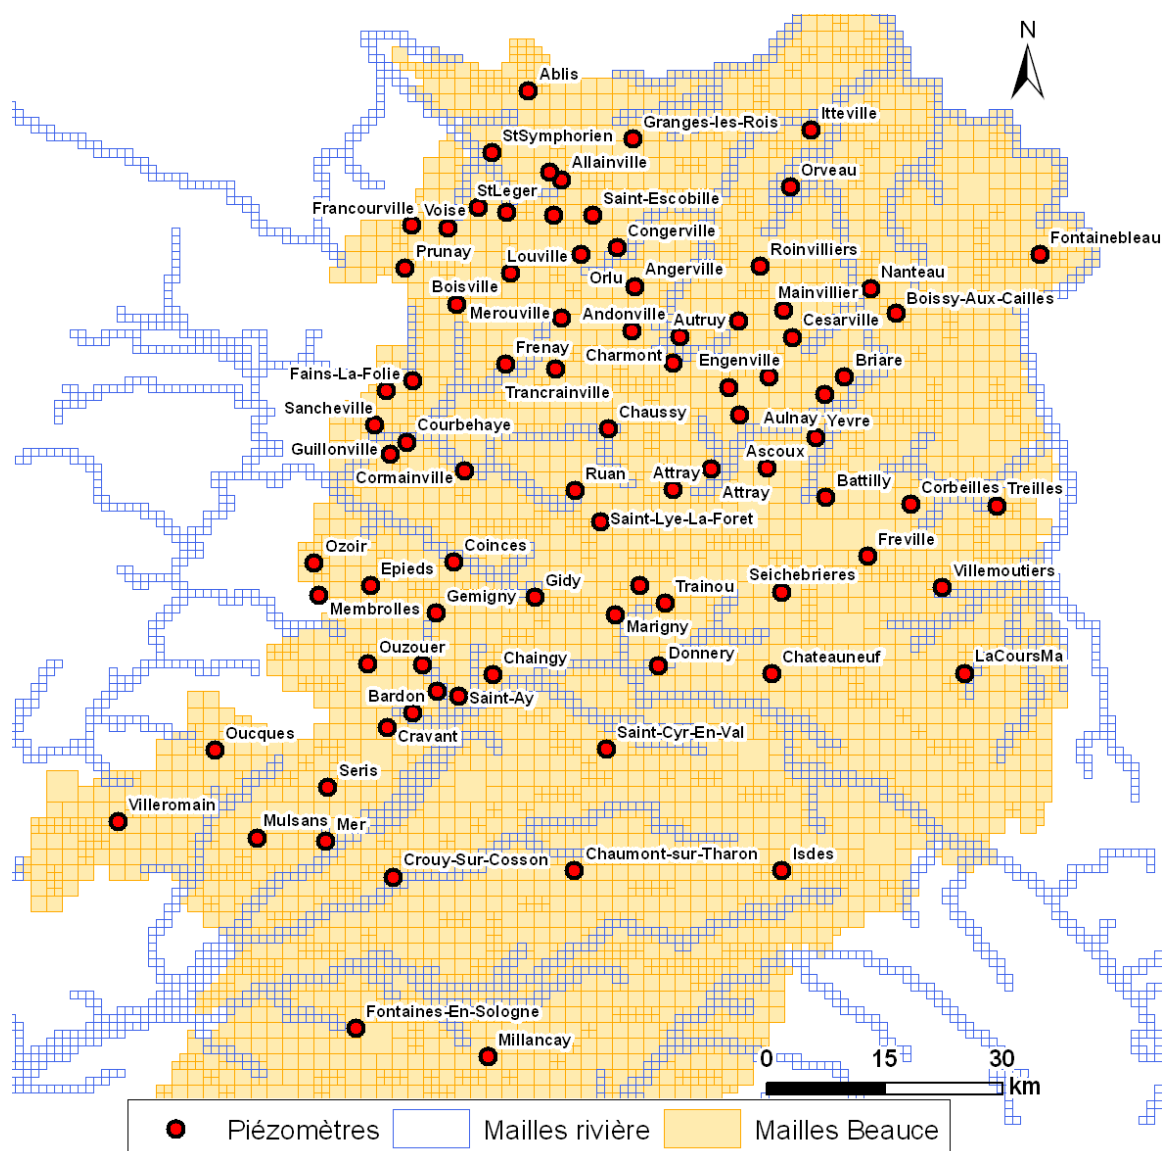 N
Ablis
Itteville
Granges-les-Rois
StSymphorien
Allainville
Orveau
StLeger
Saint-Escobille
Francourville
Voise
Congerville
Fontainebleau
Prunay
Louville
Roinvilliers
Orlu
Angerville
Nanteau
Boisville
Mainvillier
Boissy-Aux-Cailles
Merouville
Andonville
Autruy
Cesarville
Frenay
Charmont
Engenville
Briare
Fains-La-Folie
Trancrainville
Sancheville
Chaussy
Aulnay
Yevre
Courbehaye
Guillonville
Ascoux
Cormainville
Ruan
Attray
Attray
Battilly
Corbeilles
Treilles
Saint-Lye-La-Foret
Freville
Ozoir
Coinces
Epieds
Gidy
Trainou
Seichebrieres
Villemoutiers
Membrolles
Gemigny
Marigny
Ouzouer
Chaingy
Donnery
Chateauneuf
LaCoursMa
Bardon
Saint-Ay
Cravant
Oucques
Saint-Cyr-En-Val
Seris
Villeromain
Mulsans
Mer
Crouy-Sur-Cosson
Chaumont-sur-Tharon
Isdes
Fontaines-En-Sologne
Millancay
0 15 30
km
Piézomètres Mailles rivière Mailles Beauce